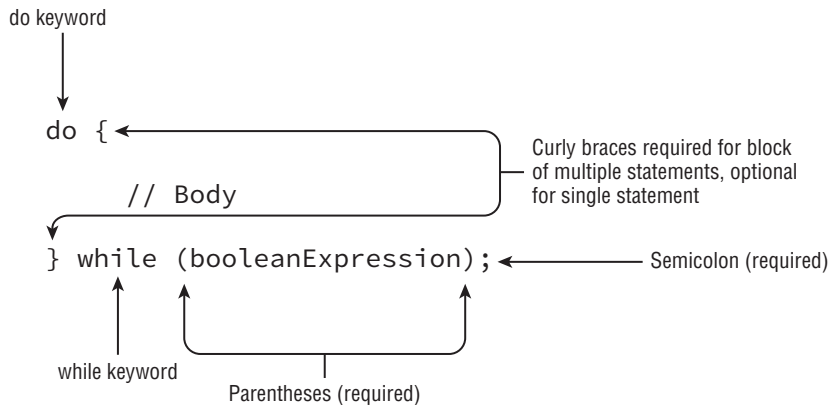 do keyword
do {
Curly braces required for block
of multiple statements, optional
for single statement
// Body
} while (booleanExpression);
Semicolon (required)
while keyword
Parentheses (required)